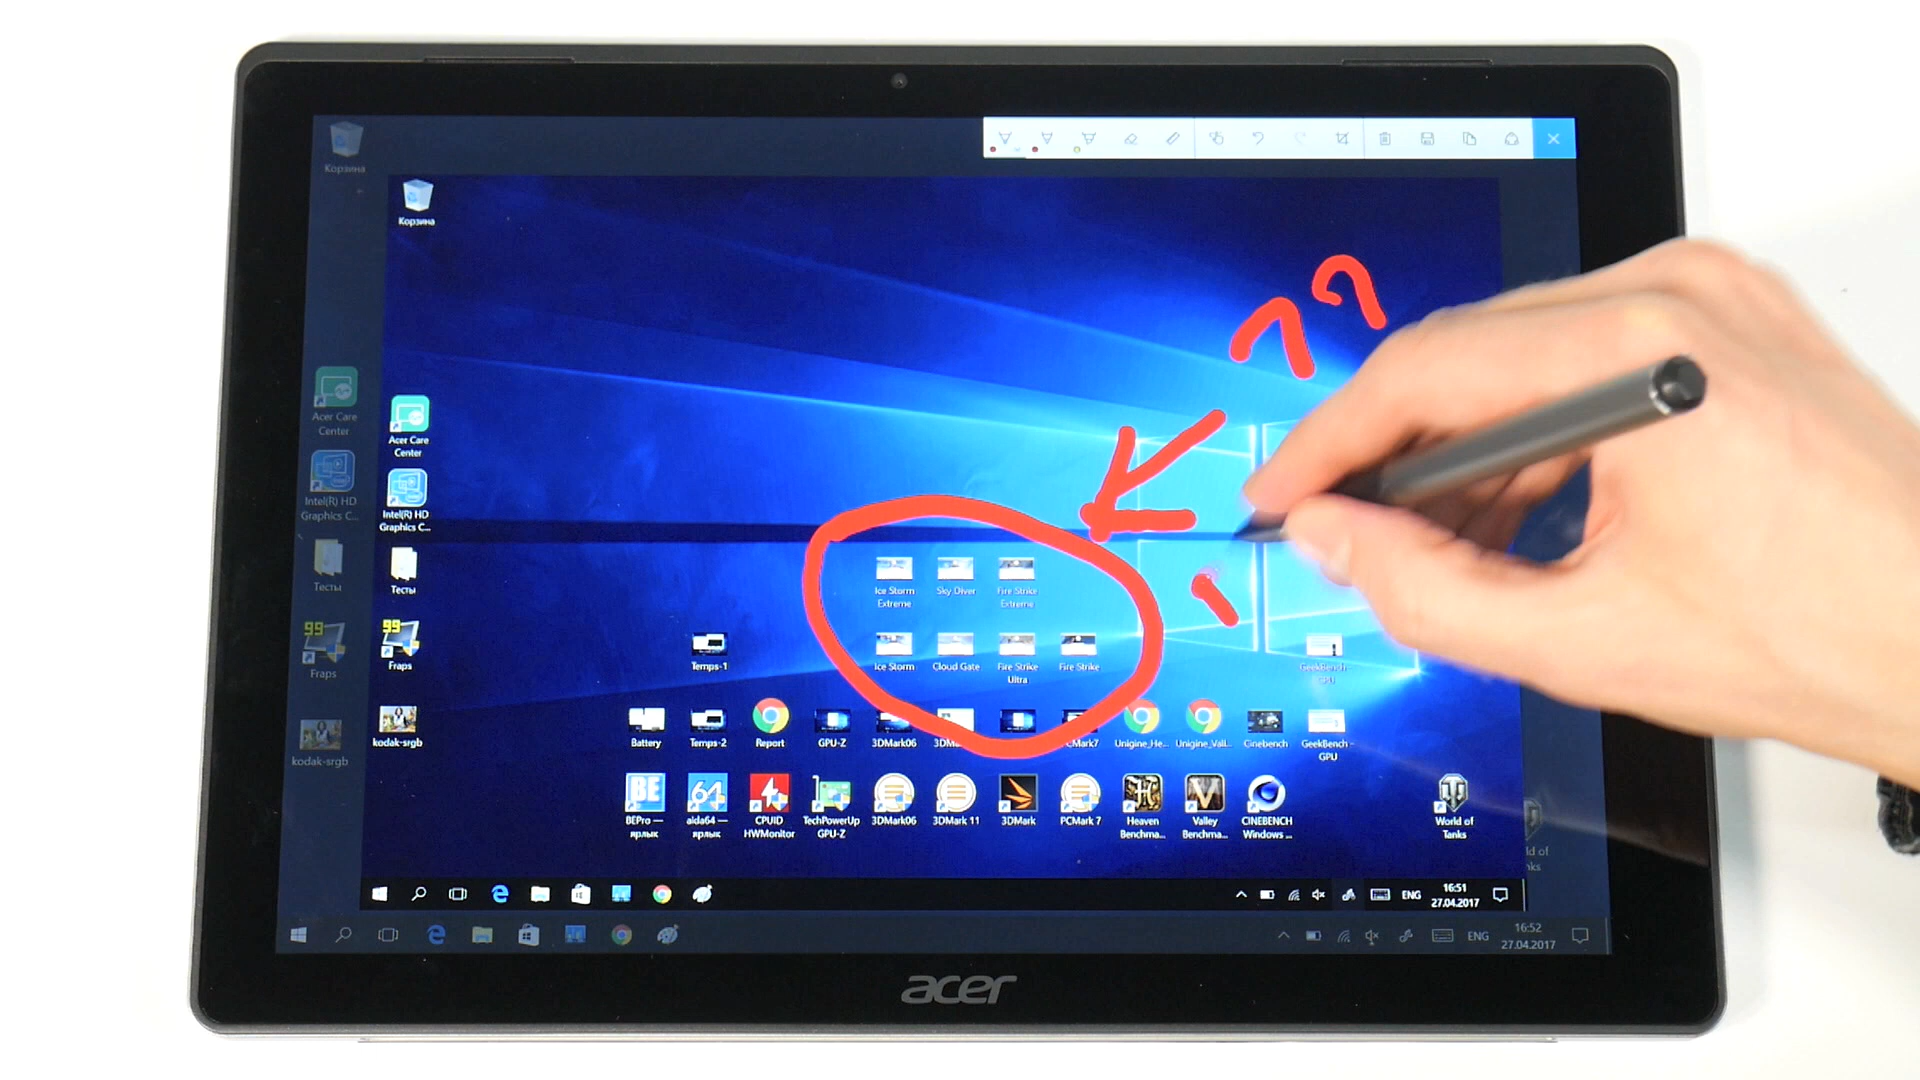 Корзина
Корзина
Acer Care
Center
Acer Care
Center
Intel(R) HD
Graphics C...
Intel(R) HD
Graphics C...
Тесты
Тесты
Fraps
Fraps
kodak-srgb
kodak-srgb
??
Ice Storm
Extreme
Sky Diver
Fire Strike
Extreme
Temps-1
Ice Storm
Cloud Gate
Fire Strike
Ultra
Fire Strike
GeekBench
GPU
Battery
Temps-2
Report
GPU-Z
3DMark06
Unigine_He...
Unigine_Vall...
Cinebench
GeekBench -
GPU
BEPro —
ярлык
aida64 —
ярлык
CPUID
HWMonitor
TechPowerUp
GPU-Z
3DMark06
3DMark 11
3DMark
PCMark 7
Heaven
Benchma...
Valley
Benchma...
CINEBENCH
Windows ...
World of
Tanks
ENG
16:51
27.04.2017
ENG
16:52
27.04.2017
acer